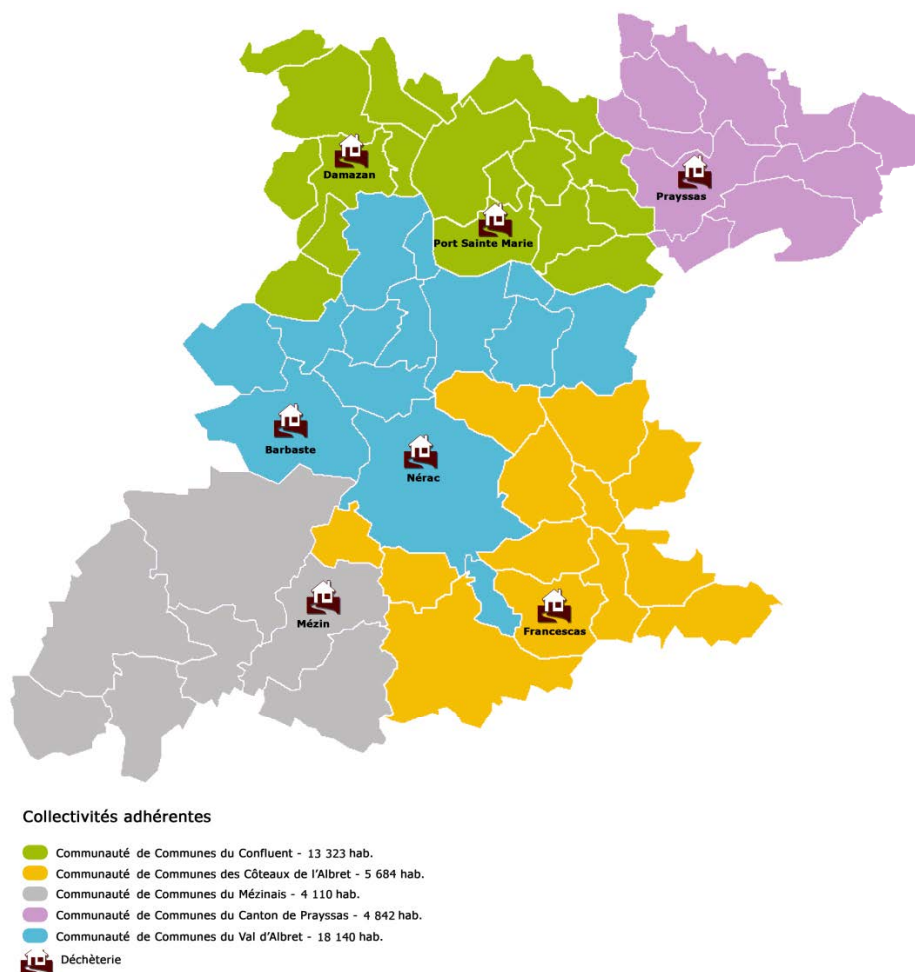 Damazan
Prayssas
Port Sainte Marie
Barbaste
Nérac
Mézin
Francescas
Collectivités adhérentes
Communauté de Communes du Confluent - 13 323 hab.
Communauté de Communes des Côteaux de l'Albret - 5 684 hab.
Communauté de Communes du Mézinais - 4 110 hab.
Communauté de Communes du Canton de Prayssas - 4 842 hab.
Communauté de Communes du Val d'Albret - 18 140 hab.
Déchèterie